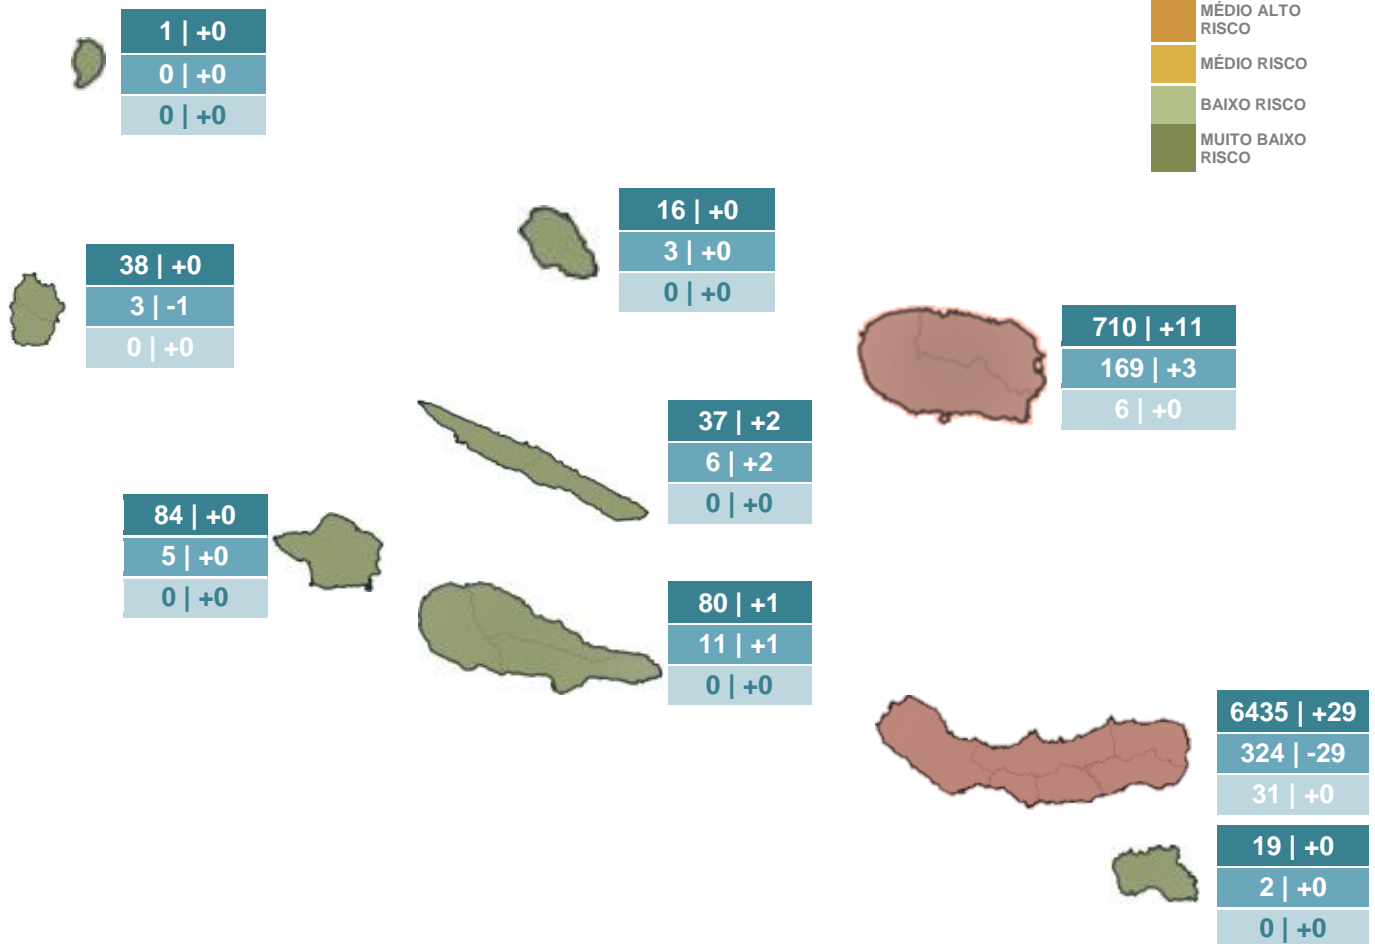 1 | +0
0 | +0
0 | +0
MÉDIO ALTO
RISCO
MÉDIO RISCO
BAIXO RISCO
MUITO BAIXO
RISCO
16 | +0
3 | +0
0 | +0
38 | +0
3 | -1
0 | +0
710 | +11
169 | +3
6 | +0
37 | +2
6 | +2
0 | +0
84 | +0
5 | +0
0 | +0
80 | +1
11 | +1
0 | +0
6435 | +29
324 | -29
31 | +0
19 | +0
2 | +0
0 | +0